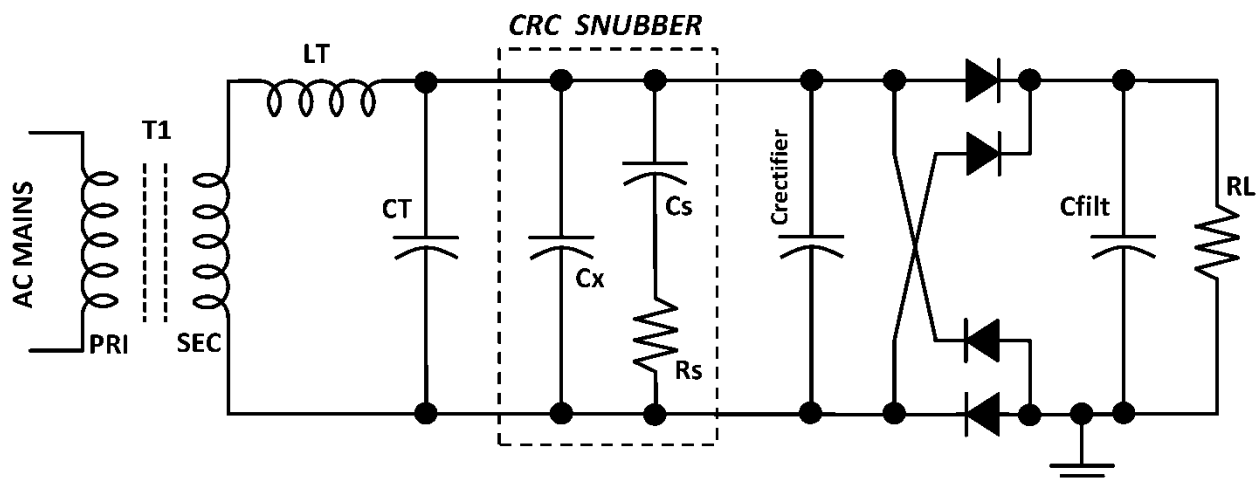 CRC SNUBBER
LT
T1
AC MAINS
PRI
SEC
CT
Cx
Cs
Rs
Crectifier
Cfilt
RL